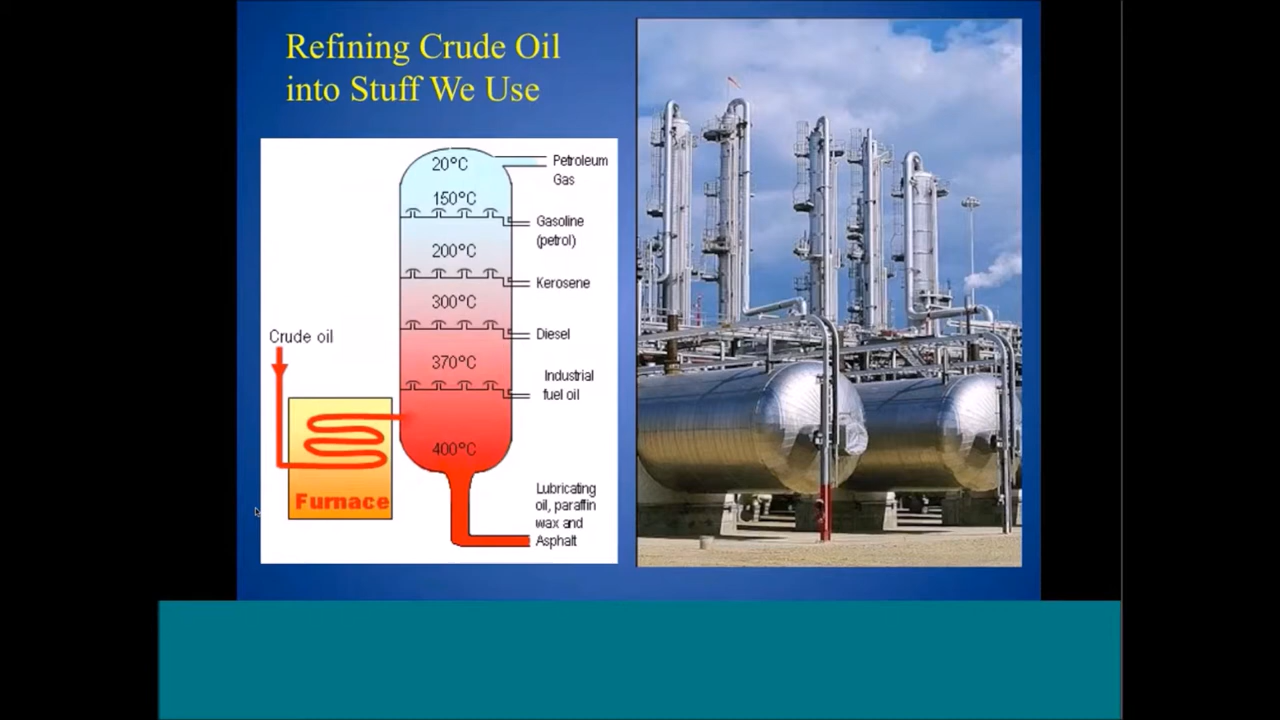 Refining Crude Oil
into Stuff We Use
20°C
Petroleum
Gas
150°C
Gasoline
(petrol)
200°C
Kerosene
300°C
Diesel
Crude oil
370°C
Industrial
fuel oil
400°C
Furnace
Lubricating
oil, paraffin
wax and
Asphalt